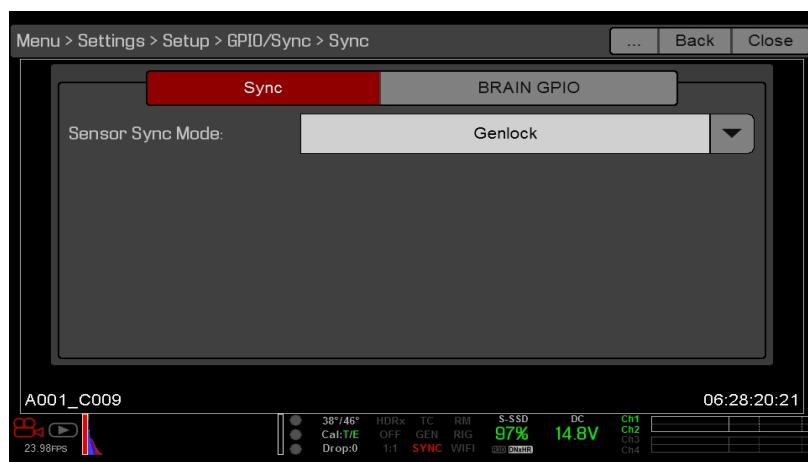 Menu > Settings > Setup > GPIO/Sync > Sync ... Back Close
Sync BRAIN GPIO
Sensor Sync Mode: Genlock
A001_C009 06:28:20:21
38°/46° HDRx TC RM S-SSD DC Ch1
Cal:T/E OFF GEN RIG 97% 14.8V Ch2
23.98FPS Drop:0 1:1 SYNC WIFI R3D DNxHR Ch3
Ch4